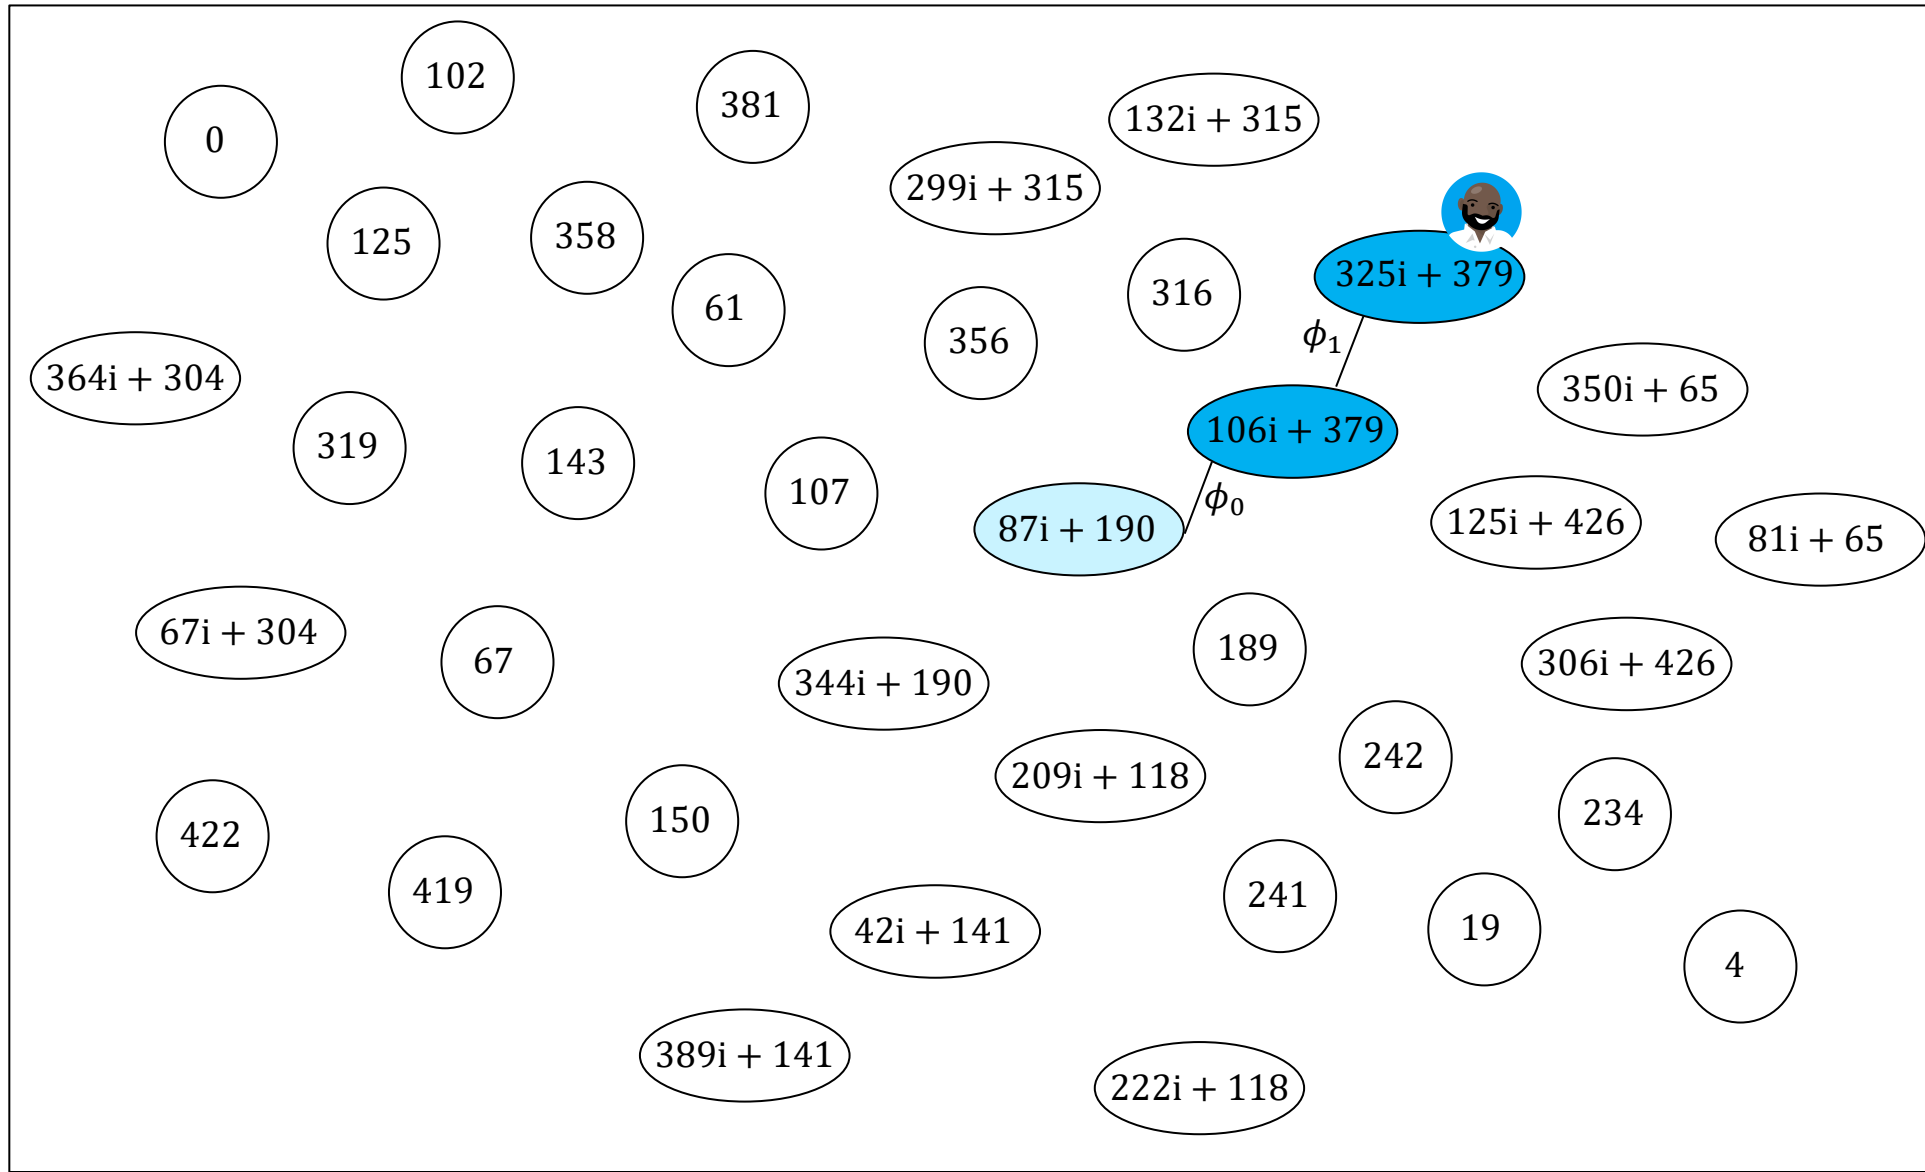 102
381
132i + 315
0
299i + 315
125
358
325i + 379
61
316
356
ϕ₁
364i + 304
350i + 65
106i + 379
319
143
107
ϕ₀
87i + 190
125i + 426
81i + 65
67i + 304
67
189
344i + 190
306i + 426
242
209i + 118
422
150
234
419
241
42i + 141
19
4
389i + 141
222i + 118